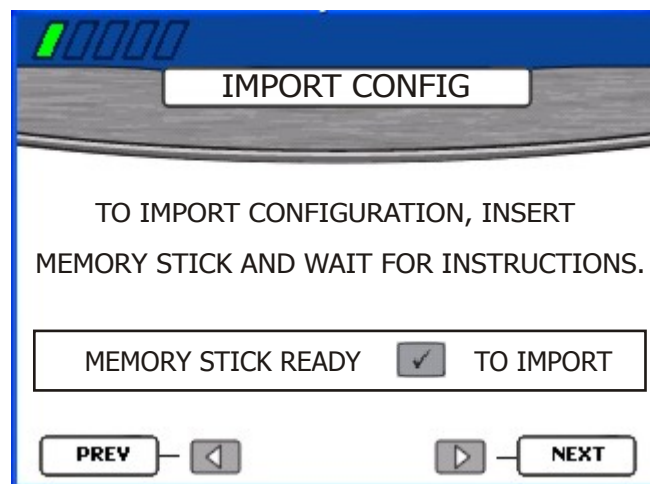 IMPORT CONFIG
TO IMPORT CONFIGURATION, INSERT
MEMORY STICK AND WAIT FOR INSTRUCTIONS.
MEMORY STICK READY ✓ TO IMPORT
PREV NEXT